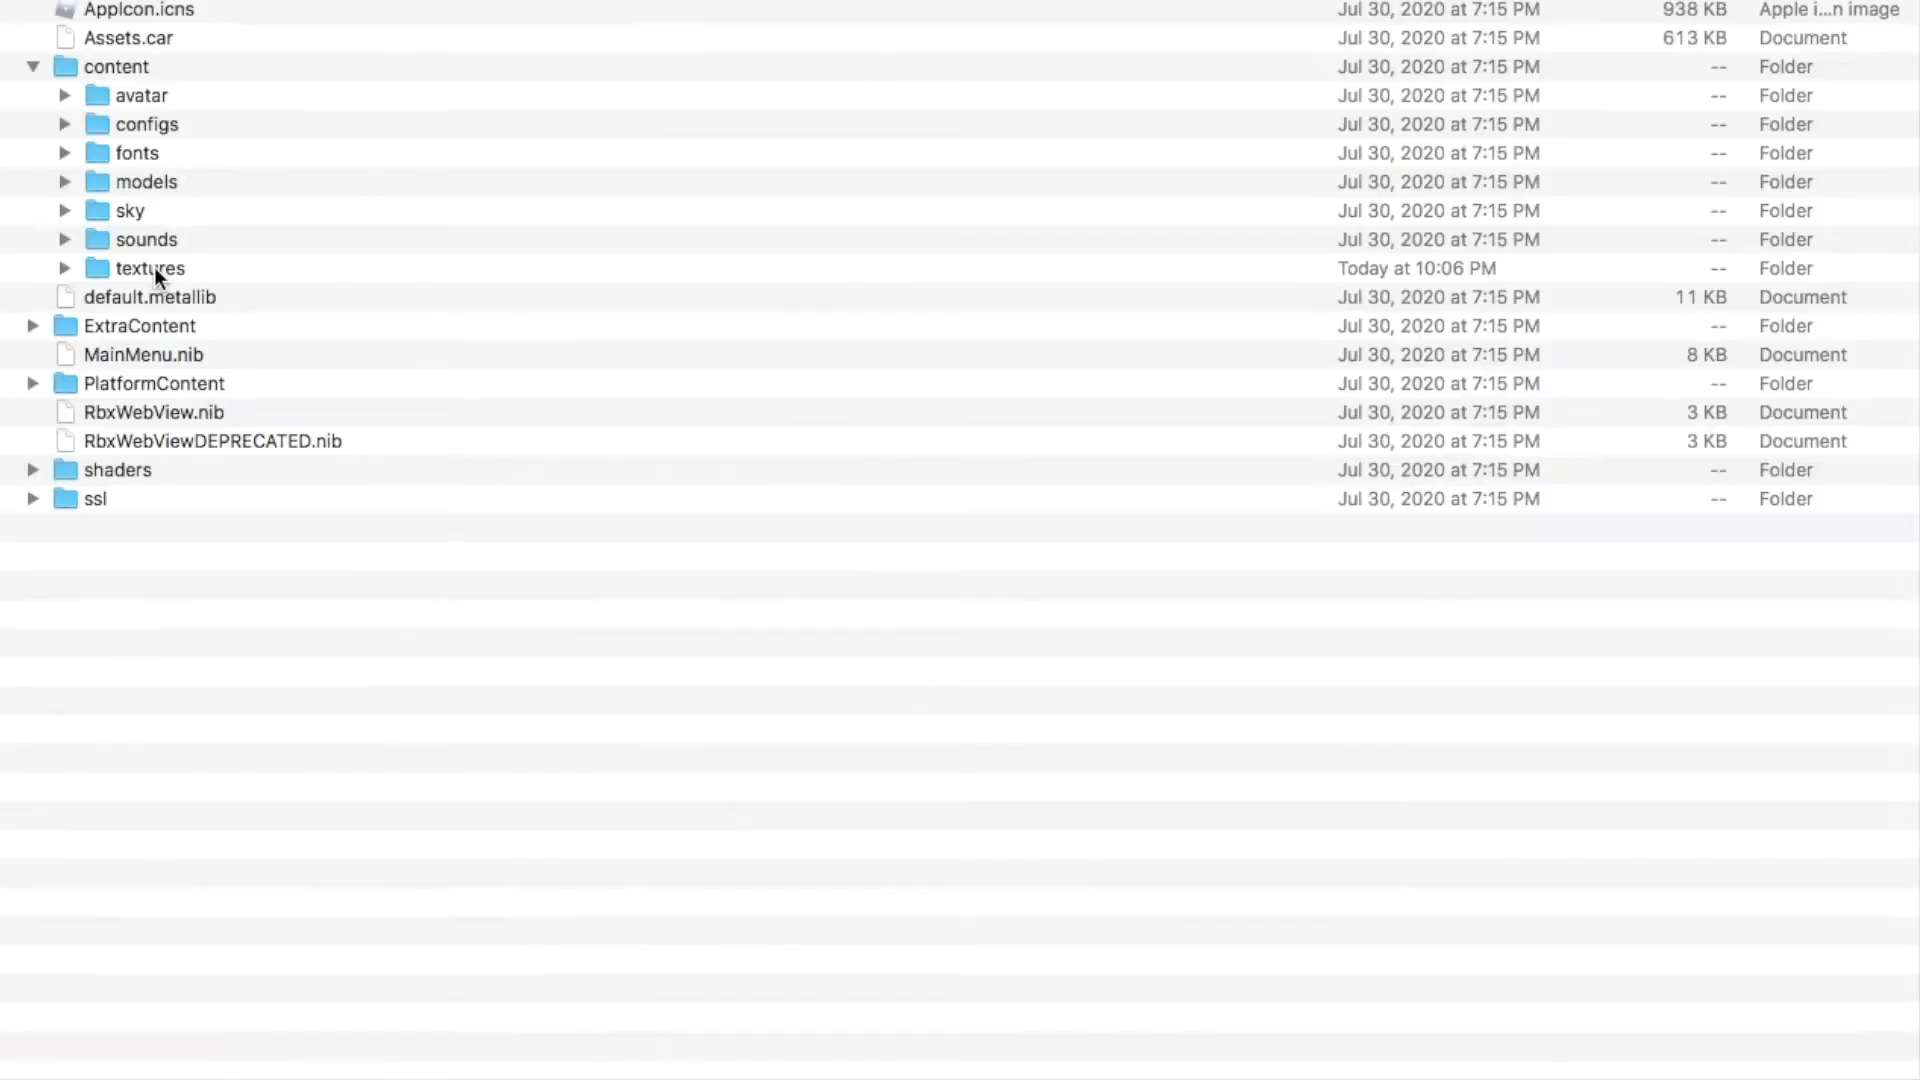 AppIcon.icns Jul 30, 2020 at 7:15 PM 938 KB Apple i...n image
Assets.car Jul 30, 2020 at 7:15 PM 613 KB Document
content Jul 30, 2020 at 7:15 PM -- Folder
avatar Jul 30, 2020 at 7:15 PM -- Folder
configs Jul 30, 2020 at 7:15 PM -- Folder
fonts Jul 30, 2020 at 7:15 PM -- Folder
models Jul 30, 2020 at 7:15 PM -- Folder
sky Jul 30, 2020 at 7:15 PM -- Folder
sounds Jul 30, 2020 at 7:15 PM -- Folder
textures Today at 10:06 PM -- Folder
default.metallib Jul 30, 2020 at 7:15 PM 11 KB Document
ExtraContent Jul 30, 2020 at 7:15 PM -- Folder
MainMenu.nib Jul 30, 2020 at 7:15 PM 8 KB Document
PlatformContent Jul 30, 2020 at 7:15 PM -- Folder
RbxWebView.nib Jul 30, 2020 at 7:15 PM 3 KB Document
RbxWebViewDEPRECATED.nib Jul 30, 2020 at 7:15 PM 3 KB Document
shaders Jul 30, 2020 at 7:15 PM -- Folder
ssl Jul 30, 2020 at 7:15 PM -- Folder